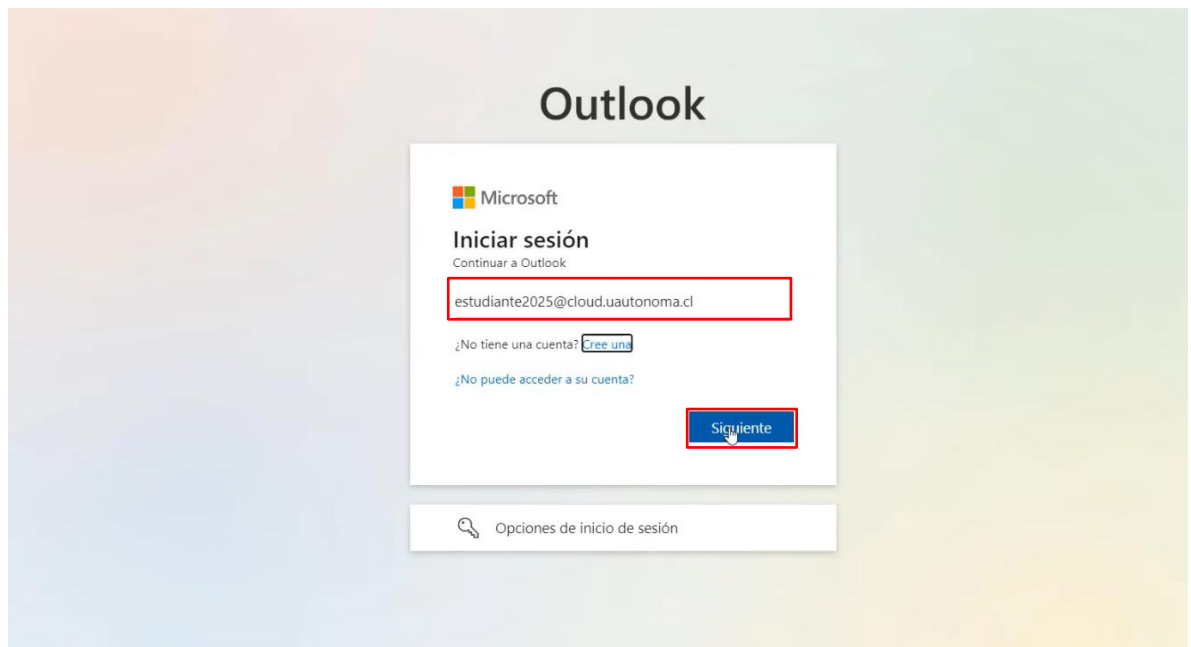 Outlook
Microsoft
Iniciar sesión
Continuar a Outlook
estudiante2025@cloud.uautonoma.cl
¿No tiene una cuenta? Cree una
¿No puede acceder a su cuenta?
Siguiente
Opciones de inicio de sesión